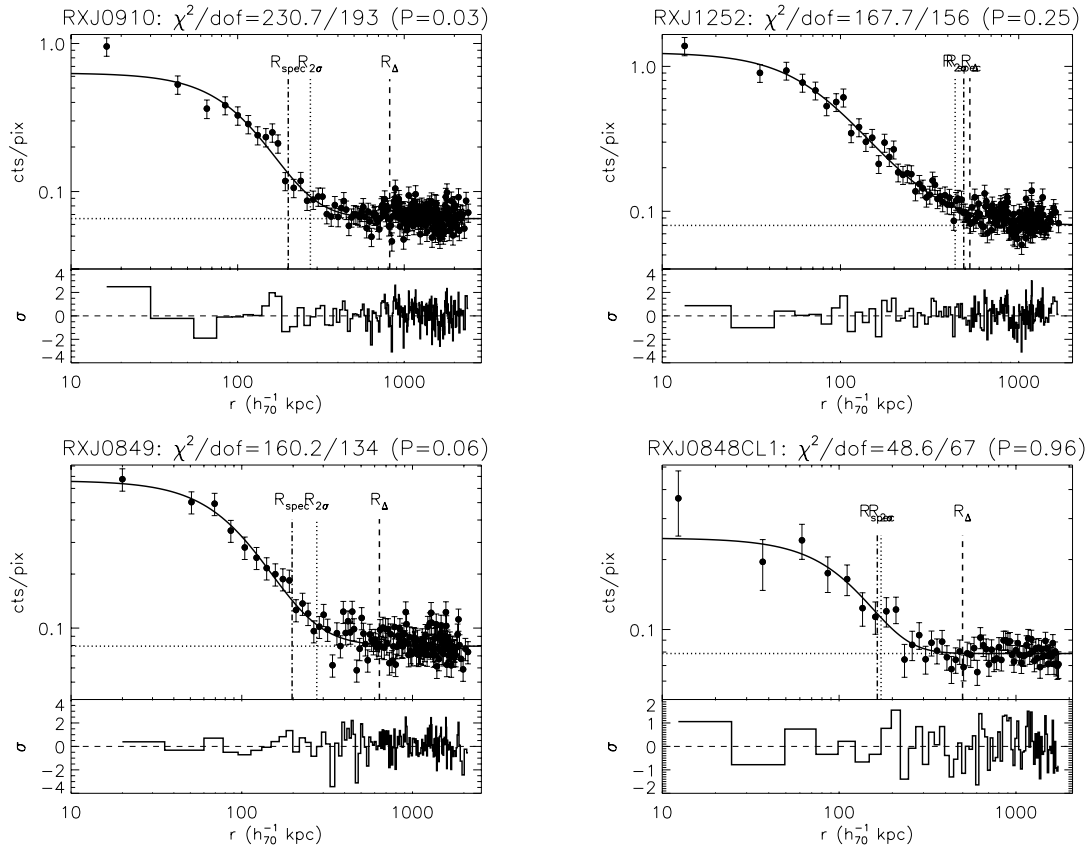 RXJ0910: χ²/dof=230.7/193 (P=0.03)
1.0
R_spec R_2σ R_Δ
cts/pix
0.1
4
2
0
-2
-4
σ
10 100 1000
r (h₇₀⁻¹ kpc)
RXJ1252: χ²/dof=167.7/156 (P=0.25)
1.0
R_Δ
cts/pix
0.1
4
2
0
-2
-4
σ
10 100 1000
r (h₇₀⁻¹ kpc)
RXJ0849: χ²/dof=160.2/134 (P=0.06)
R_spec R_2σ R_Δ
cts/pix
0.1
4
2
0
-2
-4
σ
10 100 1000
r (h₇₀⁻¹ kpc)
RXJ0848CL1: χ²/dof=48.6/67 (P=0.96)
R_Δ
cts/pix
0.1
2
1
0
-1
-2
σ
10 100 1000
r (h₇₀⁻¹ kpc)